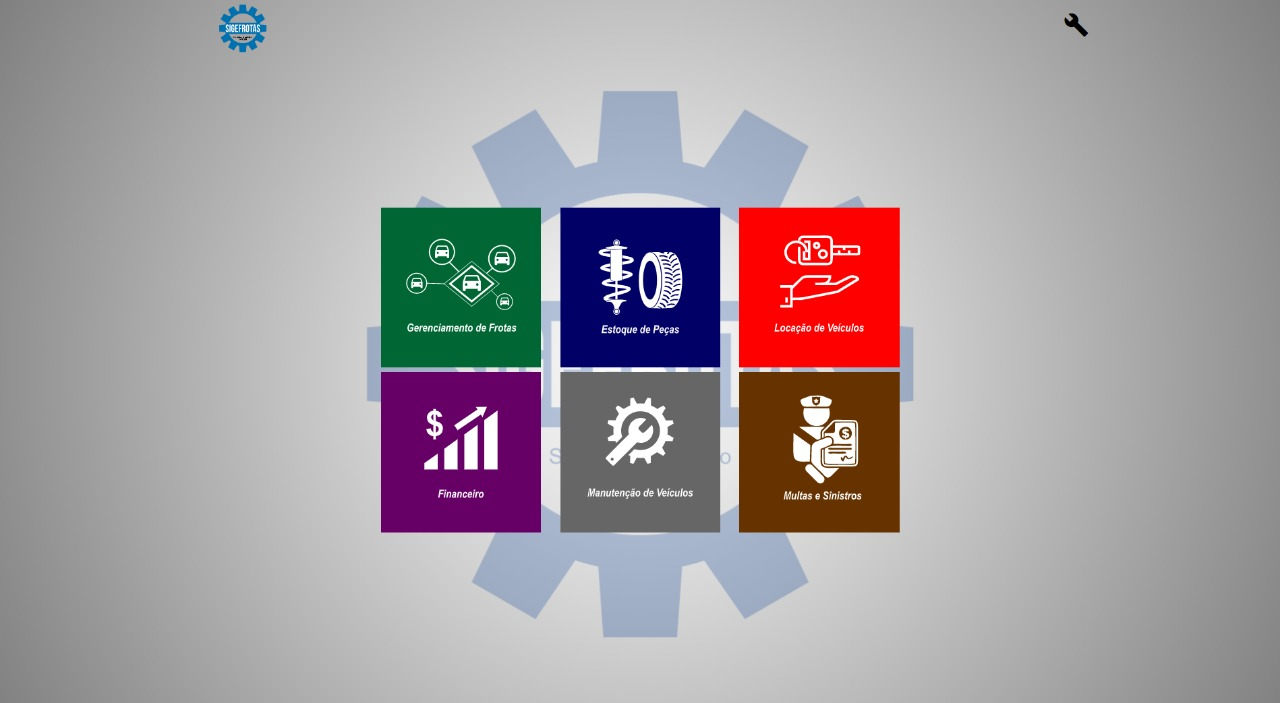 SIGEFROTAS
Gerenciamento de Frotas
Estoque de Peças
Locação de Veículos
Financeiro
Manutenção de Veículos
Multas e Sinistros